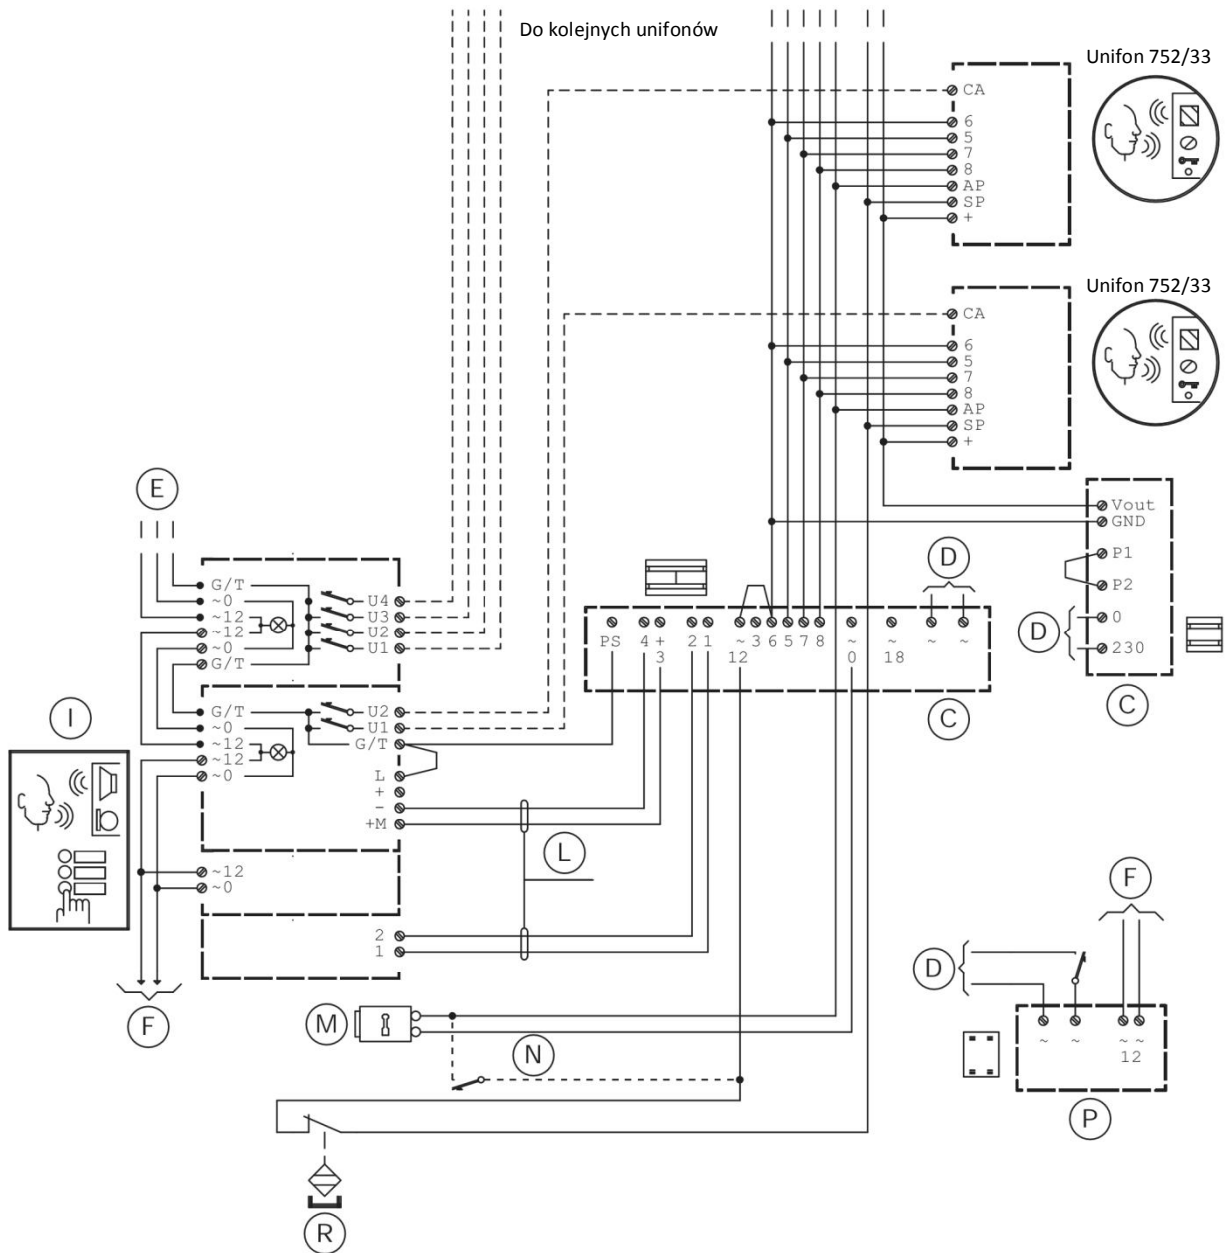 Do kolejnych unifonów
Unifon 752/33
CA
6
5
7
8
AP
SP
+
Unifon 752/33
CA
6
5
7
8
AP
SP
+
E
Vout
GND
P1
P2
0
230
D
C
G/T
~0
~12
~12
~0
G/T
U4
U3
U2
U1
D
PS 4 + 2 1 ~ 3 6 5 7 8 ~ ~ ~ ~
3 12 0 18
C
I
G/T
~0
~12
~12
~0
U2
U1
G/T
L
+
-
+M
L
~12
~0
2
1
F
M
N
R
F
D
~ ~ ~ ~
12
P